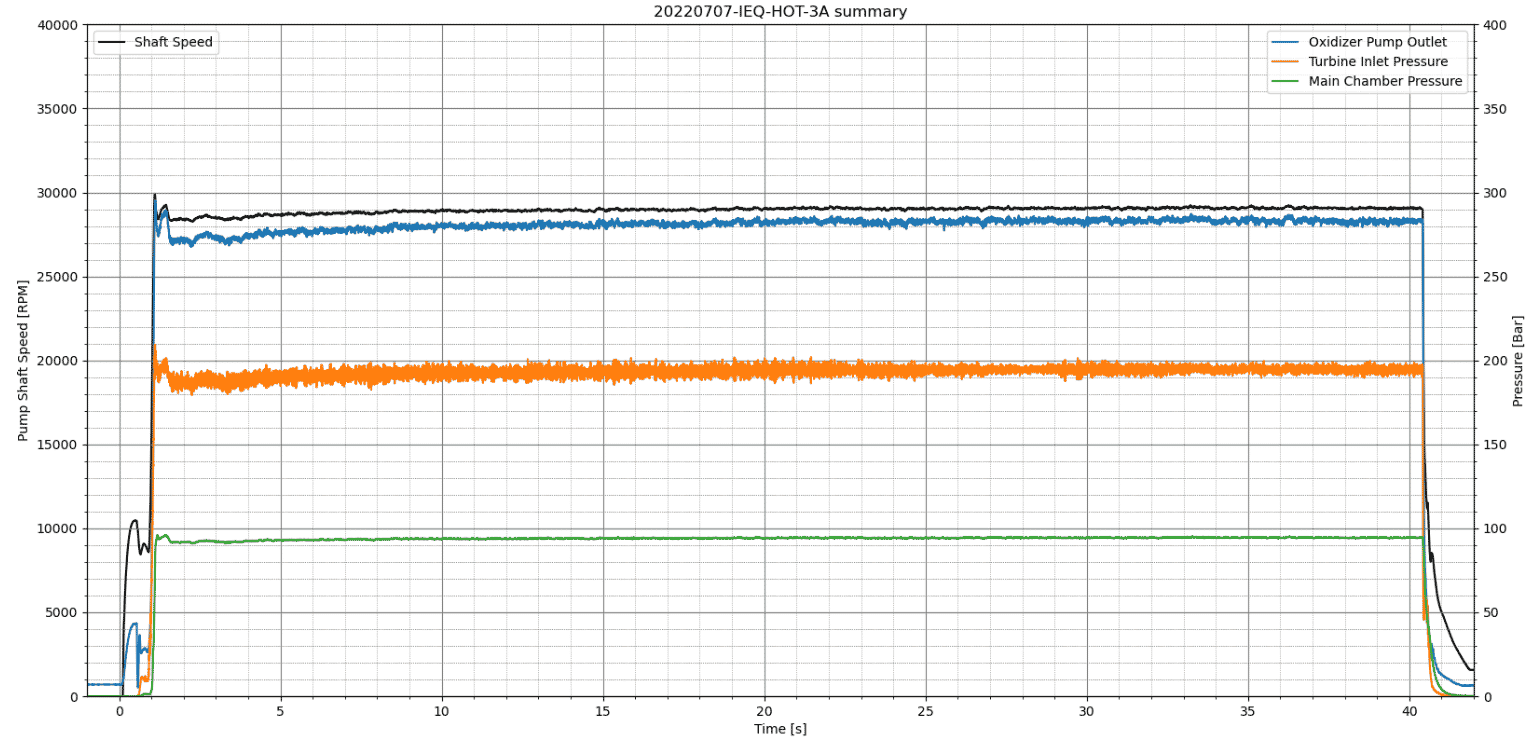 20220707-IEQ-HOT-3A summary
Shaft Speed
Oxidizer Pump Outlet
Turbine Inlet Pressure
Main Chamber Pressure
40000
35000
30000
25000
20000
15000
10000
5000
0
Pump Shaft Speed [RPM]
400
350
300
250
200
150
100
50
0
Pressure [Bar]
0 5 10 15 20 25 30 35 40
Time [s]